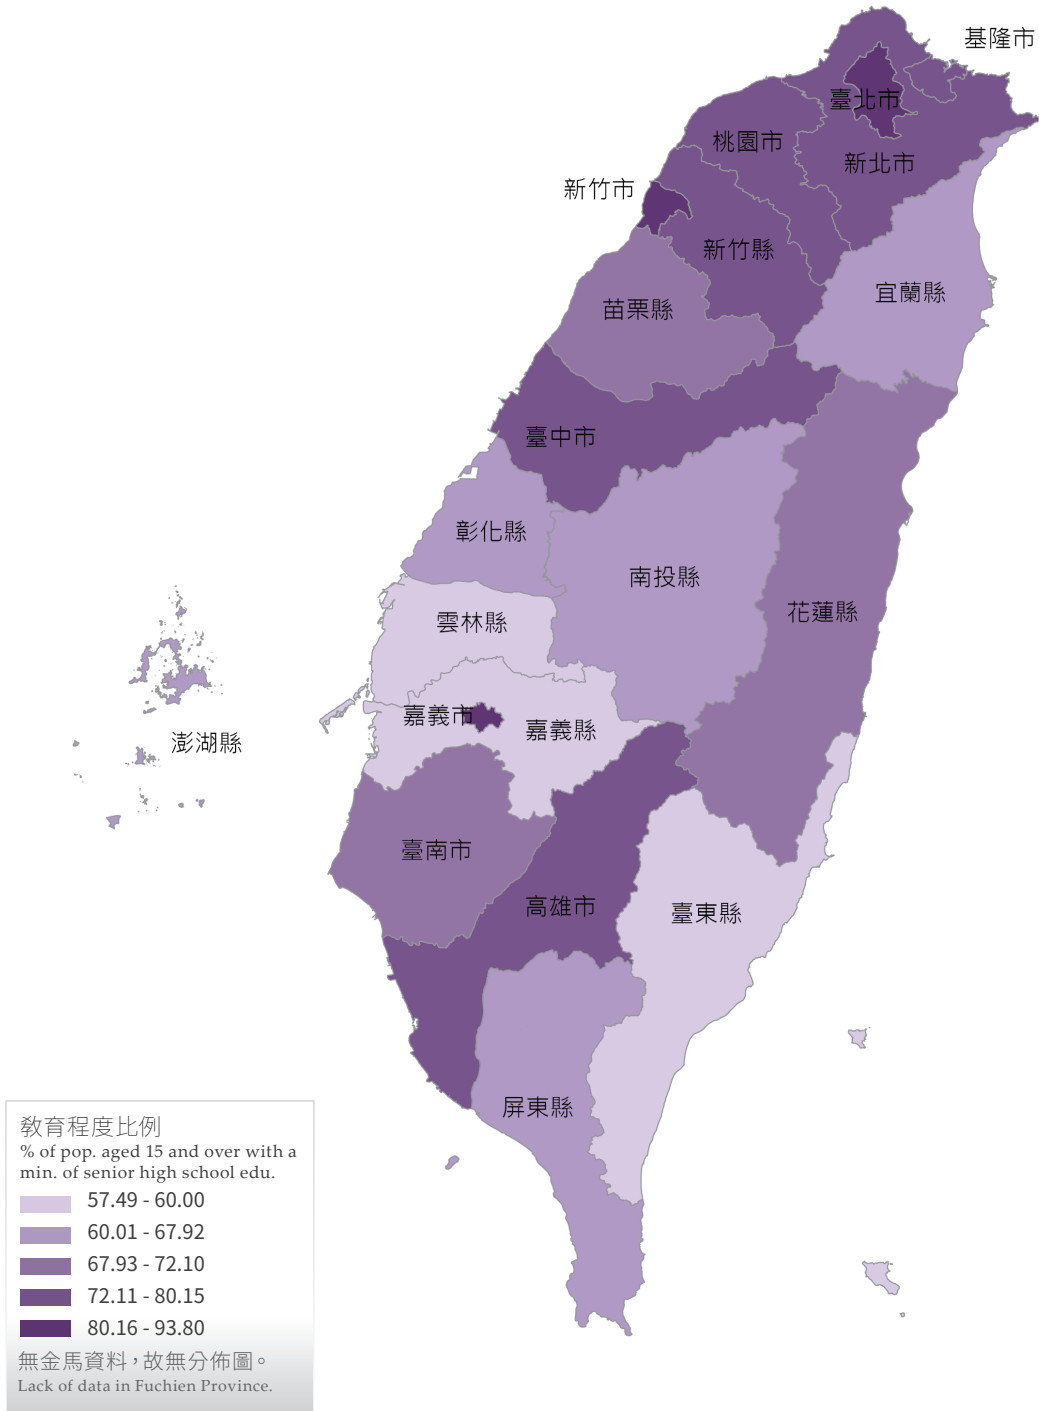 基隆市
臺北市
桃園市
新北市
新竹市
新竹縣
宜蘭縣
苗栗縣
臺中市
彰化縣
南投縣
花蓮縣
雲林縣
嘉義市
嘉義縣
澎湖縣
臺南市
高雄市
臺東縣
屏東縣
教育程度比例
% of pop. aged 15 and over with a
min. of senior high school edu.
57.49 - 60.00
60.01 - 67.92
67.93 - 72.10
72.11 - 80.15
80.16 - 93.80
無金馬資料，故無分佈圖。
Lack of data in Fuchien Province.